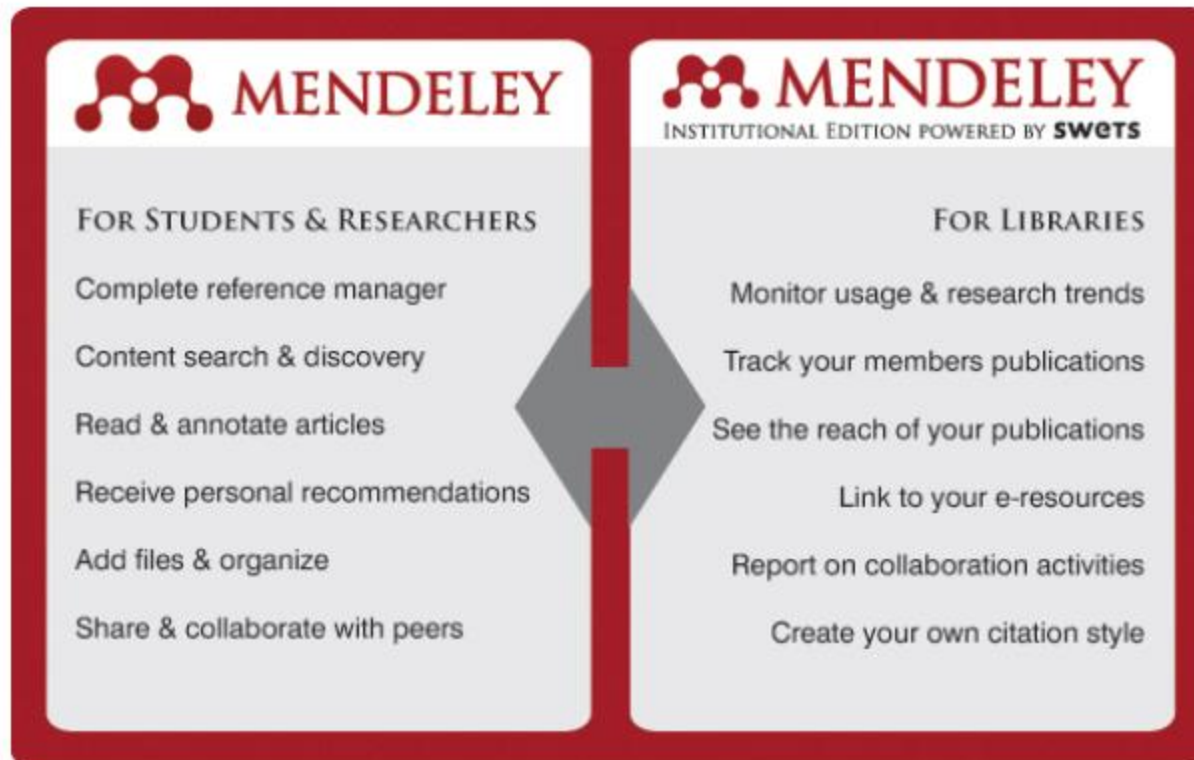 MENDELEY
FOR STUDENTS & RESEARCHERS
Complete reference manager
Content search & discovery
Read & annotate articles
Receive personal recommendations
Add files & organize
Share & collaborate with peers
MENDELEY
INSTITUTIONAL EDITION POWERED BY swets
FOR LIBRARIES
Monitor usage & research trends
Track your members publications
See the reach of your publications
Link to your e-resources
Report on collaboration activities
Create your own citation style